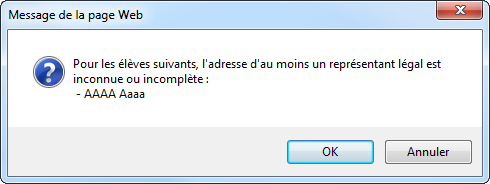 Message de la page Web
Pour les élèves suivants, l'adresse d'au moins un représentant légal est
inconnue ou incomplète :
- AAAA Aaaa
OK
Annuler